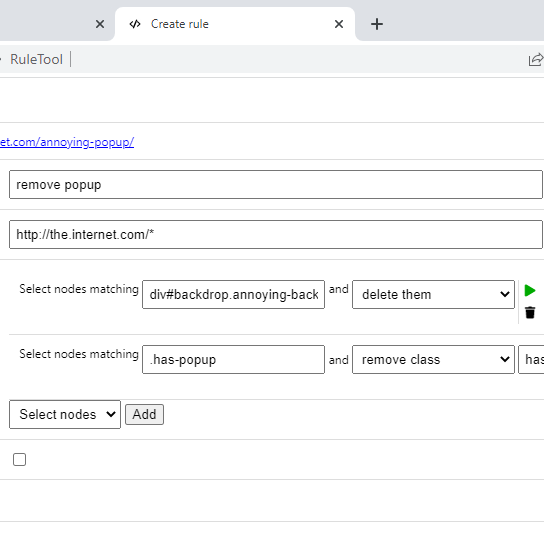 Create rule
RuleTool
et.com/annoying-popup/
remove popup
http://the.internet.com/*
Select nodes matching div#backdrop.annoying-back and delete them
Select nodes matching .has-popup and remove class has
Select nodes Add